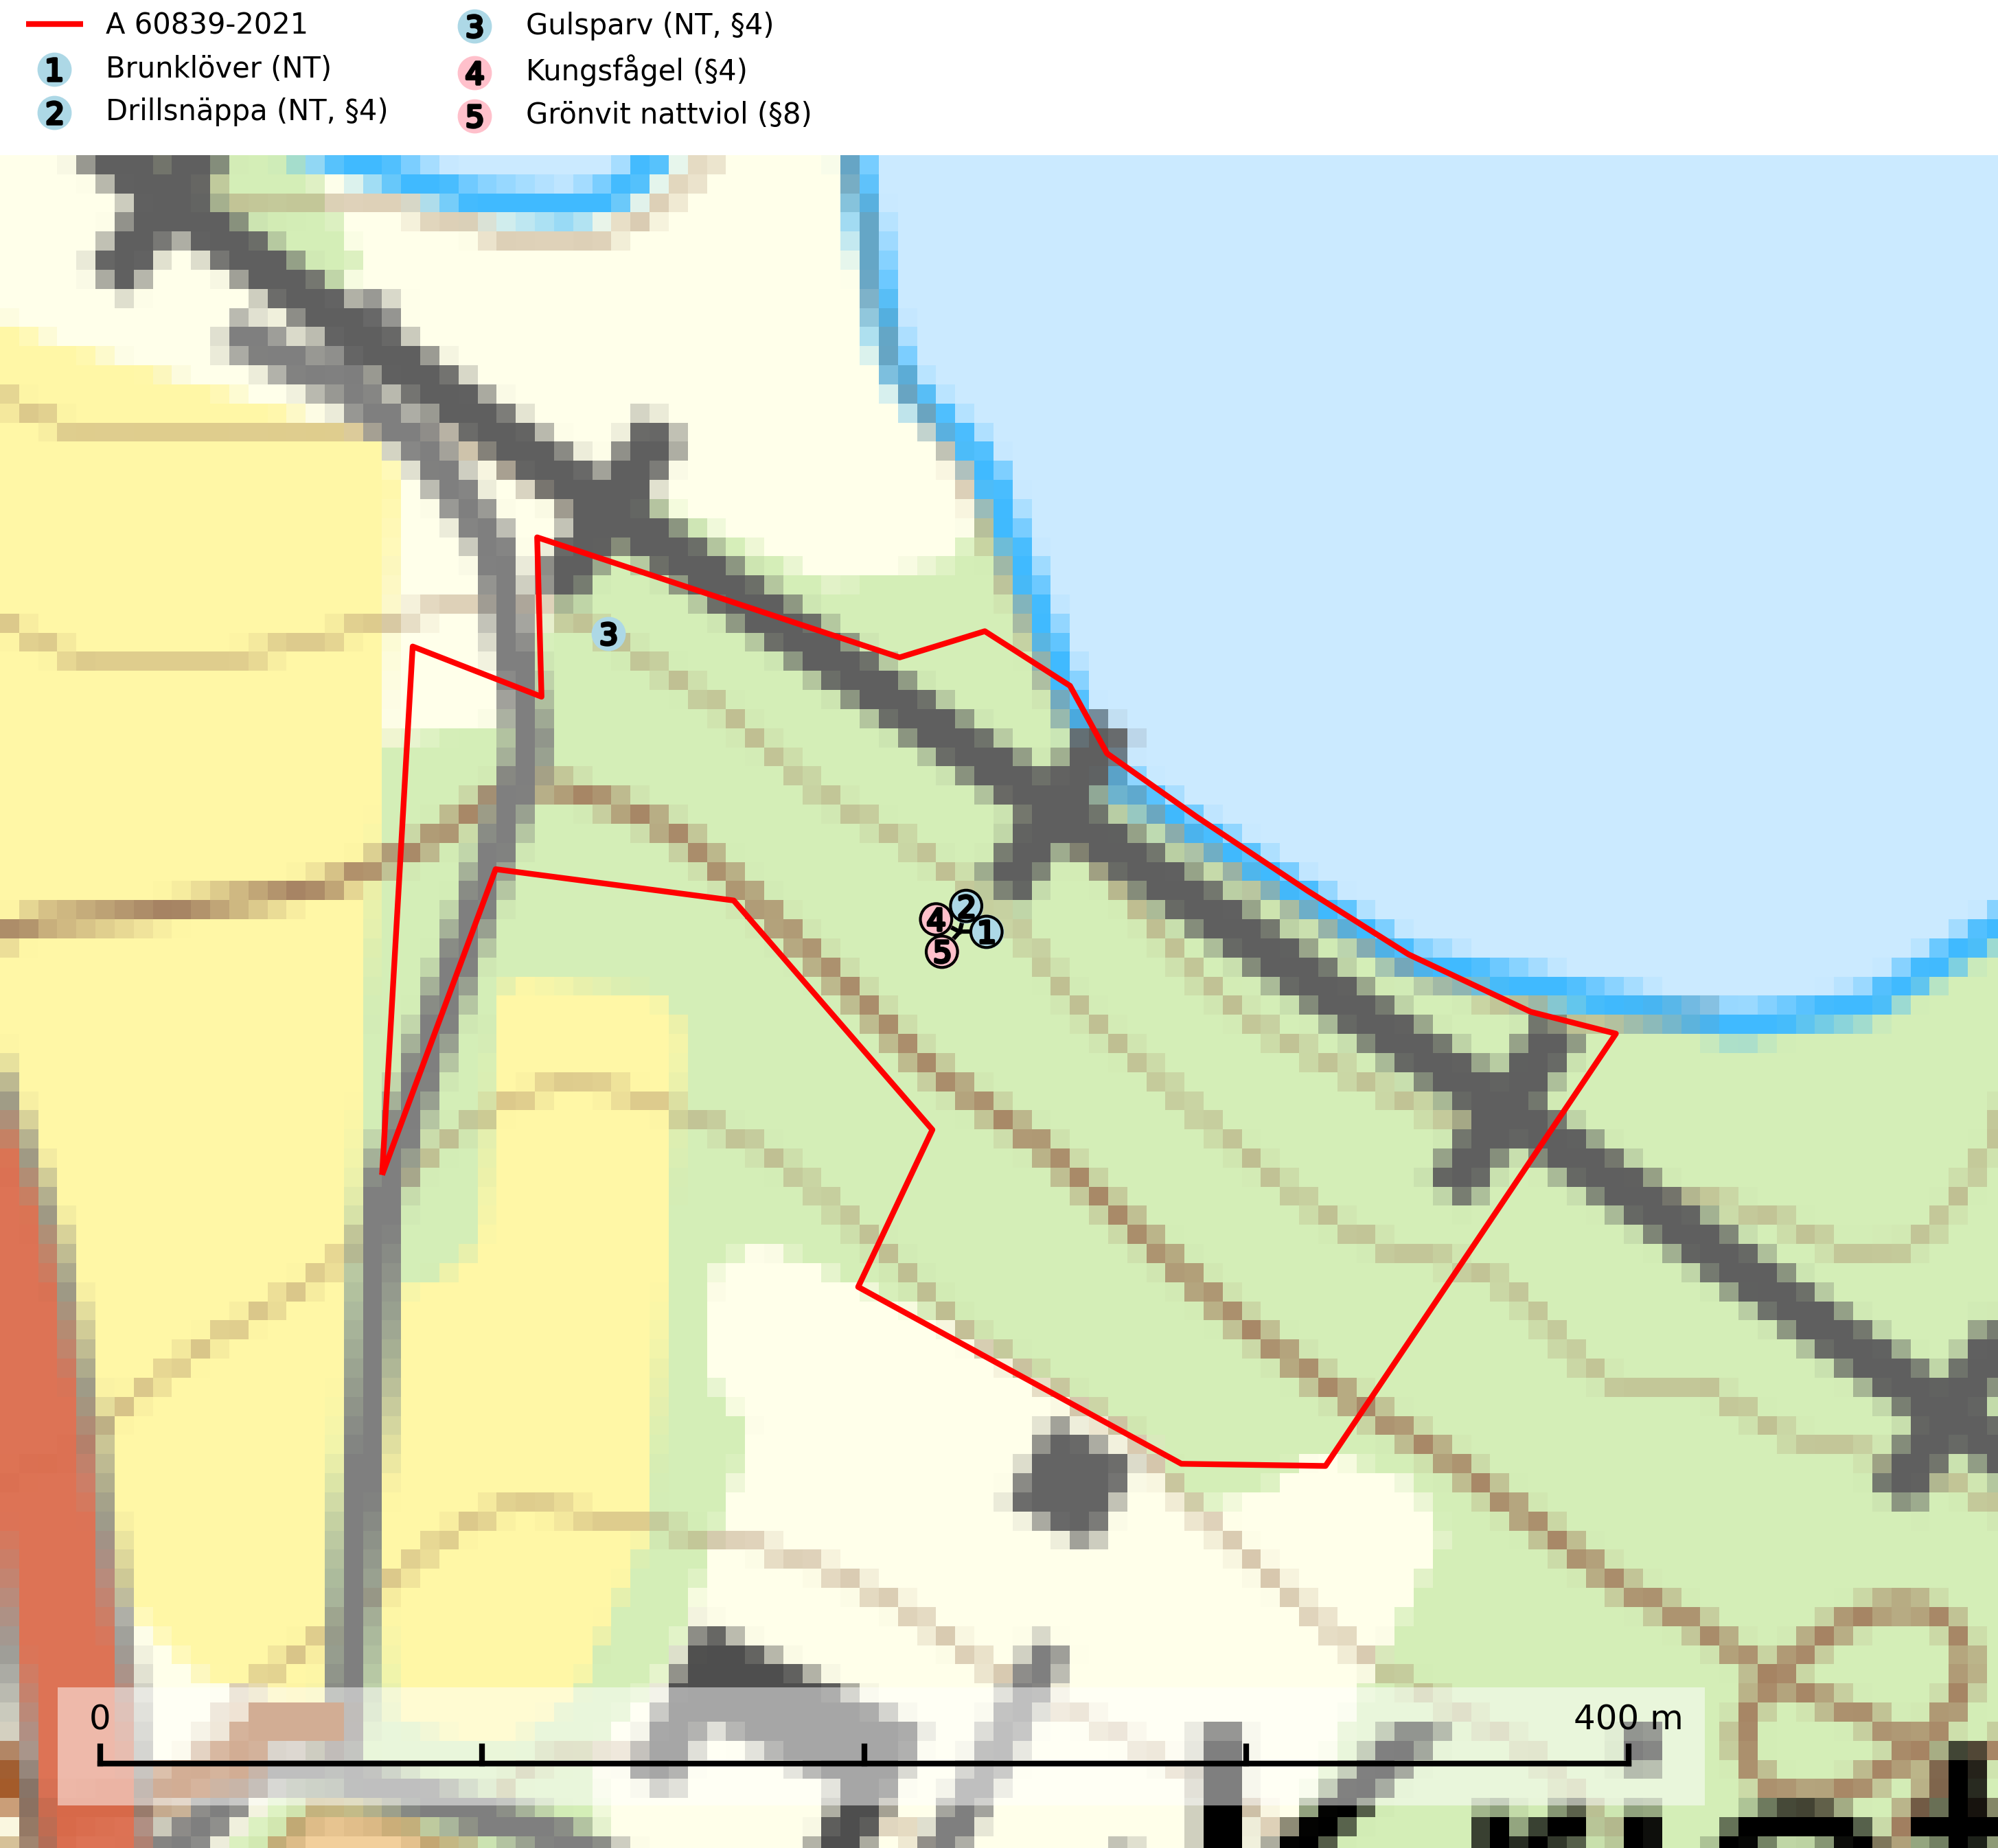 A 60839-2021
1 Brunklöver (NT)
2 Drillsnäppa (NT, §4)
3 Gulsparv (NT, §4)
4 Kungsfågel (§4)
5 Grönvit nattviol (§8)
3
2
4
1
5
0
400 m